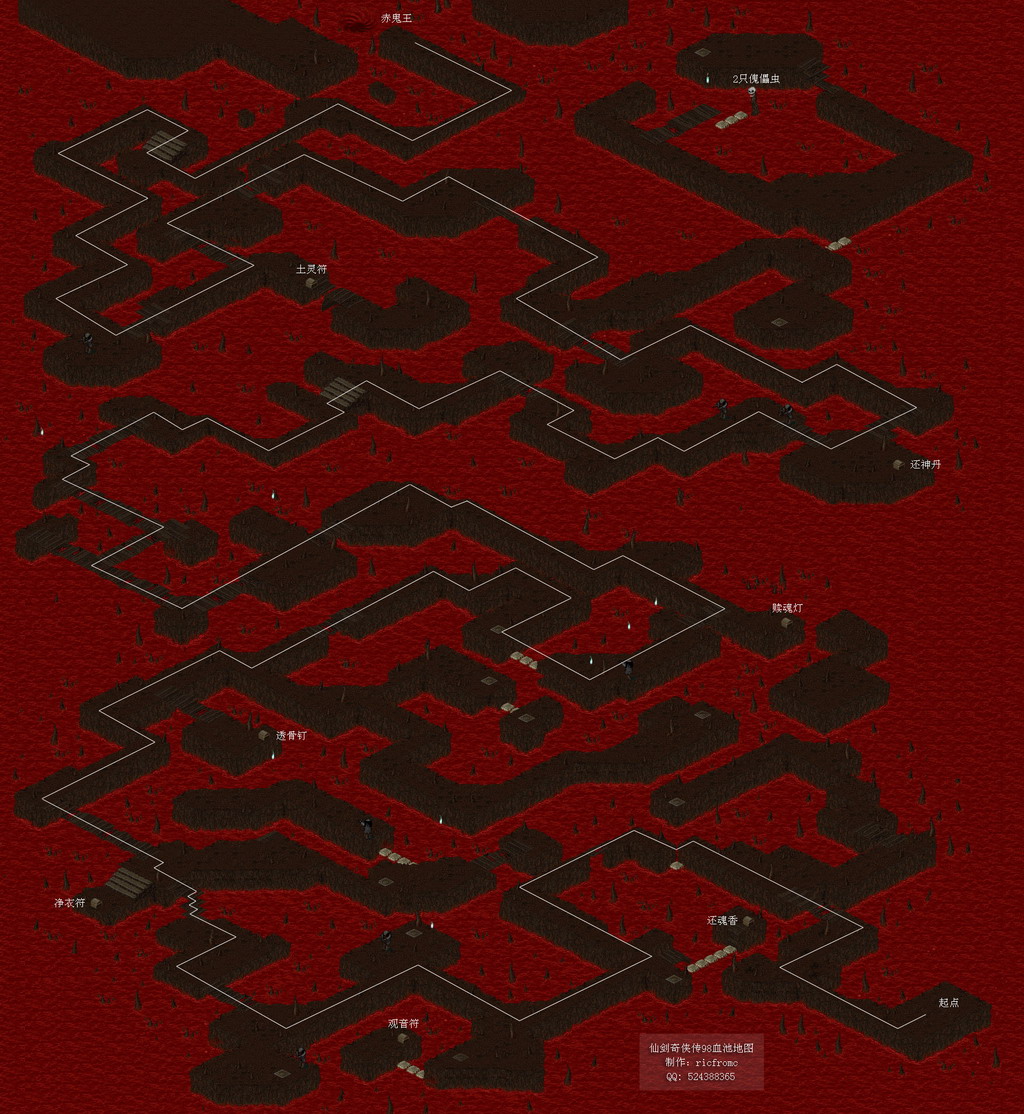 赤鬼王
2只傀儡虫
土灵符
还神丹
赎魂灯
透骨钉
净衣符
还魂香
起点
观音符
仙剑奇侠传98血池地图
制作：ricfromc
QQ: 524388365